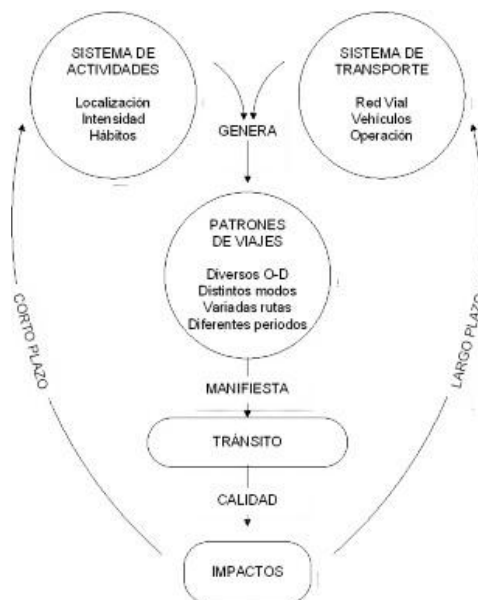 SISTEMA DE
ACTIVIDADES
Localización
Intensidad
Hábitos
SISTEMA DE
TRANSPORTE
Red Vial
Vehículos
Operación
GENERA
PATRONES
DE VIAJES
Diversos O-D
Distintos modos
Variadas rutas
Diferentes periodos
CORTO PLAZO
LARGO PLAZO
MANIFIESTA
TRÁNSITO
CALIDAD
IMPACTOS